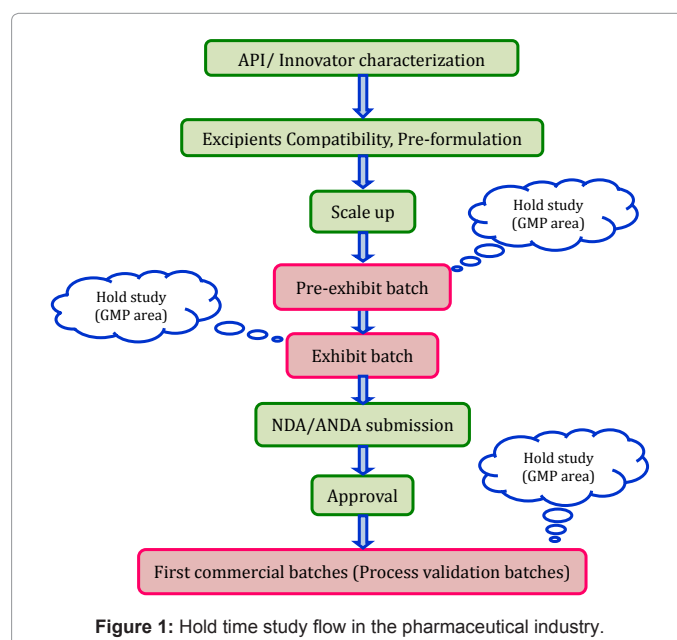 API/ Innovator characterization
Excipients Compatibility, Pre-formulation
Scale up
Hold study
(GMP area)
Pre-exhibit batch
Hold study
(GMP area)
Exhibit batch
NDA/ANDA submission
Hold study
(GMP area)
Approval
First commercial batches (Process validation batches)
Figure 1: Hold time study flow in the pharmaceutical industry.